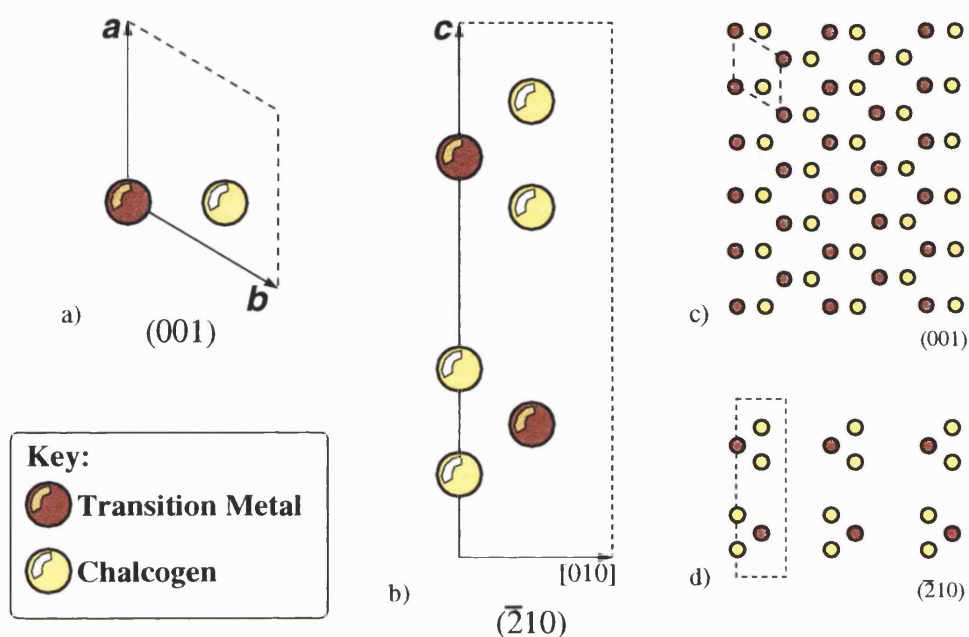 a
b
a)
(001)
Key:
Transition Metal
Chalcogen
c
[010]
b)
(2̅10)
c)
(001)
d)
(2̅10)